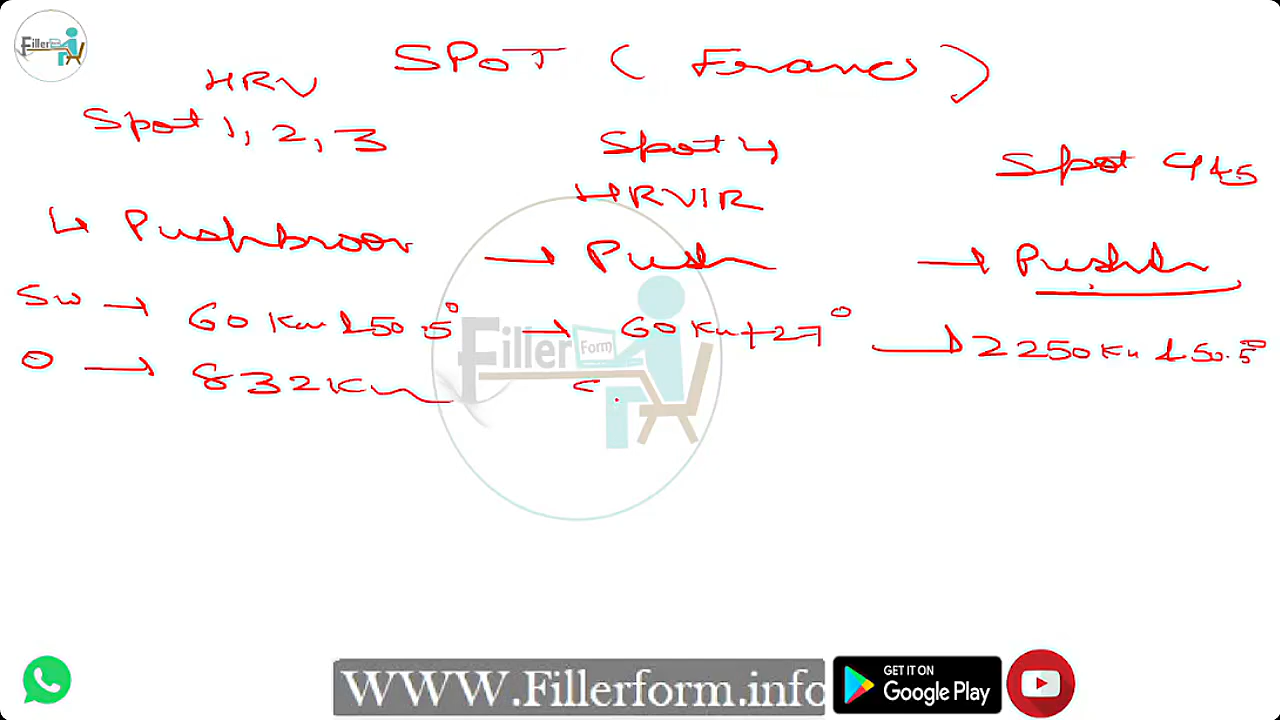 Filler
SPOT (France)
HRV
Spot 1, 2, 3
Spot 4
HRVIR
Spot 4&5
↳ Pushbroom
→ Push
→ Push
Sw → 60 Km & 50.5°
→ 60 Km + 27°
→ 2250 Km & 50.5°
O → 832 Km
Filler Form
WWW.Fillerform.info
GET IT ON
Google Play